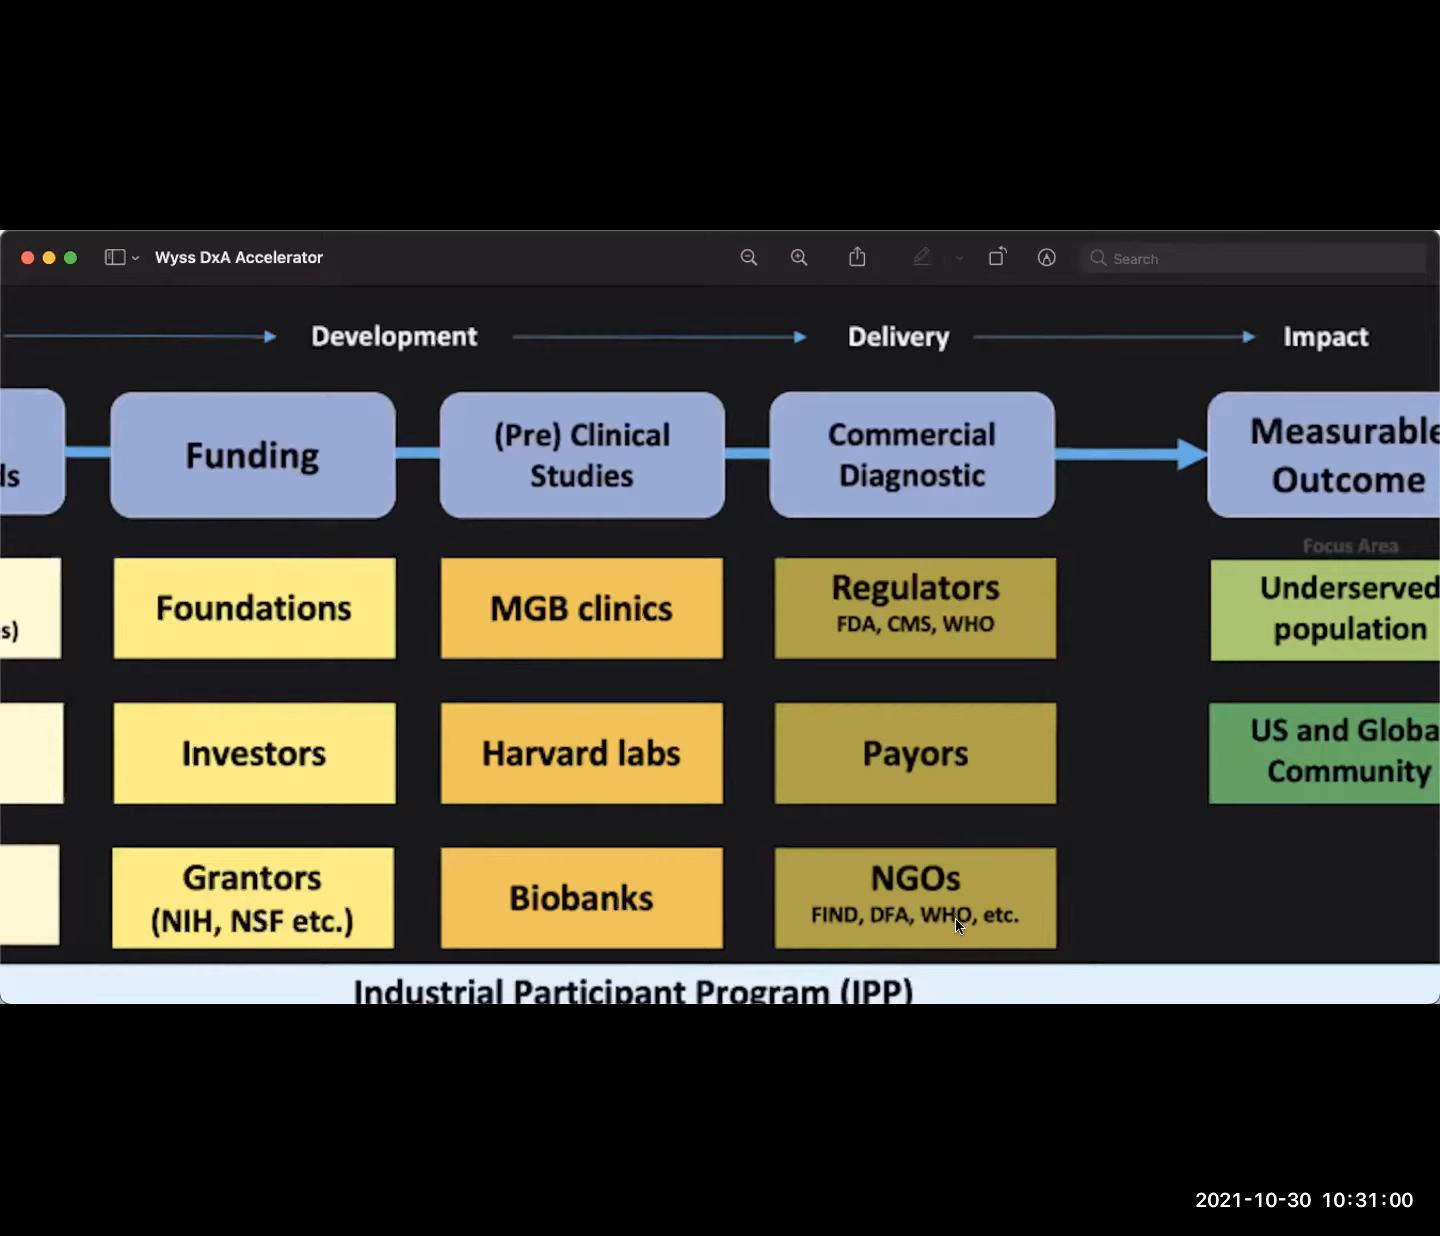 Wyss DxA Accelerator
Search
Development
Delivery
Impact
ds
Funding
(Pre) Clinical
Studies
Commercial
Diagnostic
Measurable
Outcome
Focus Area
s)
Foundations
MGB clinics
Regulators
FDA, CMS, WHO
Underserved
population
Investors
Harvard labs
Payors
US and Globa
Community
Grantors
(NIH, NSF etc.)
Biobanks
NGOs
FIND, DFA, WHO, etc.
Industrial Participant Program (IPP)
2021-10-30 10:31:00